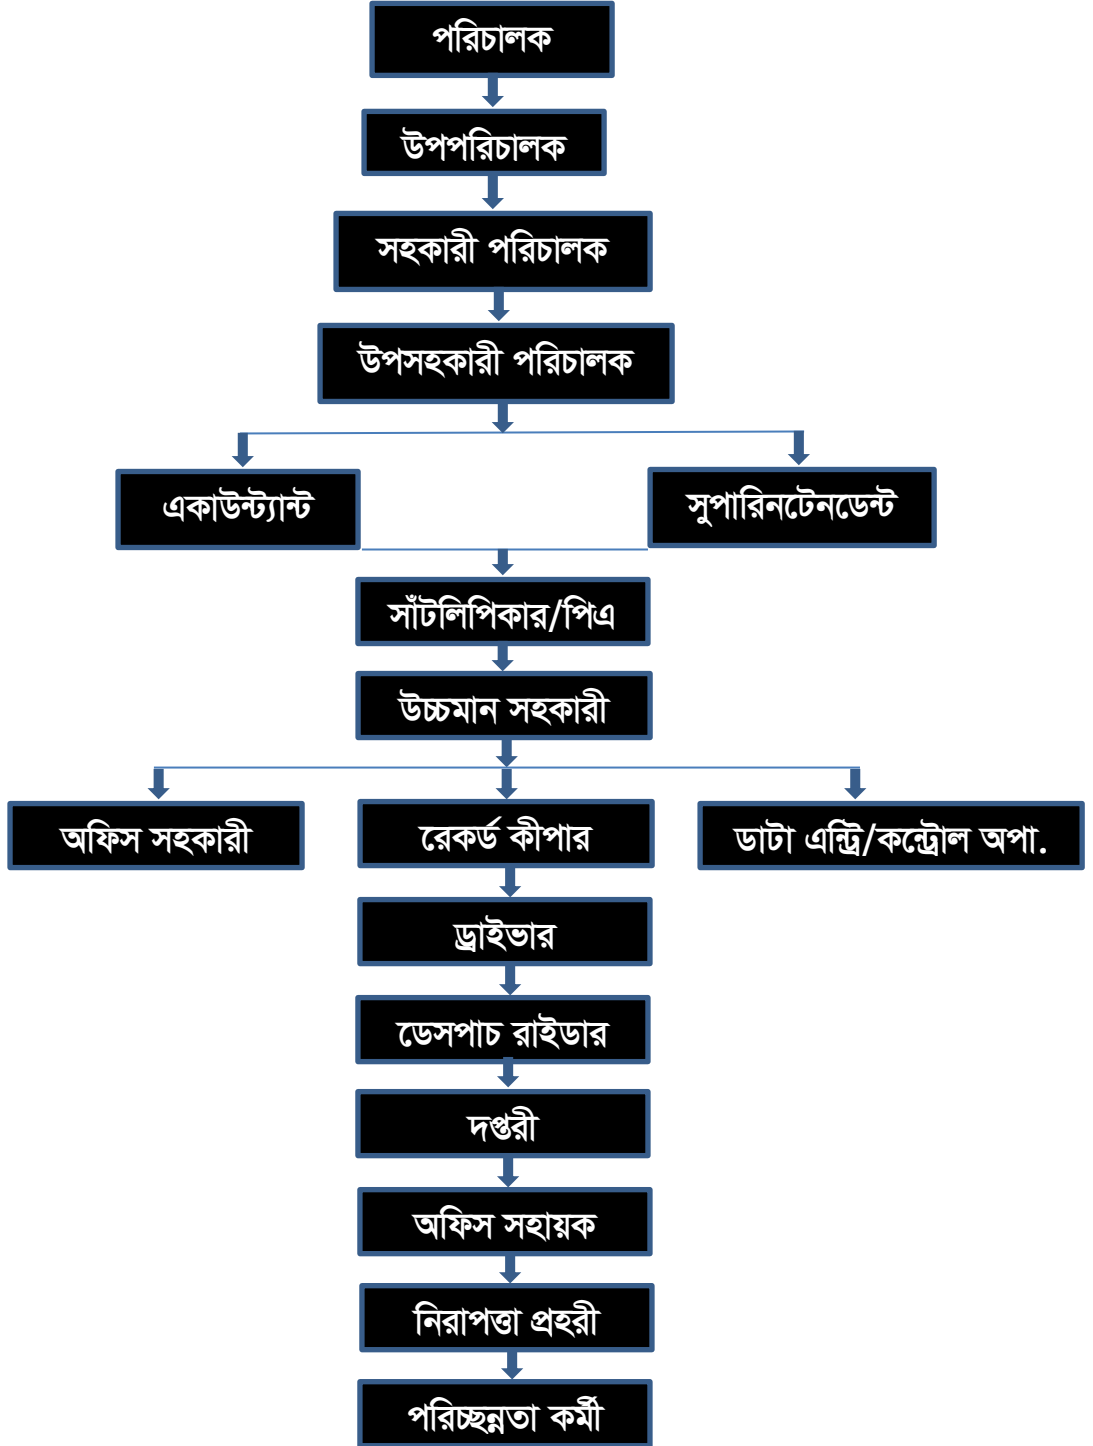 পরিচালক
উপপরিচালক
সহকারী পরিচালক
উপসহকারী পরিচালক
একাউন্ট্যান্ট
সুপারিনটেনডেন্ট
সাঁটলিপিকার/পিএ
উচ্চমান সহকারী
অফিস সহকারী
রেকর্ড কীপার
ডাটা এন্ট্রি/কন্ট্রোল অপা.
ড্রাইভার
ডেসপাচ রাইডার
দপ্তরী
অফিস সহায়ক
নিরাপত্তা প্রহরী
পরিচ্ছন্নতা কর্মী